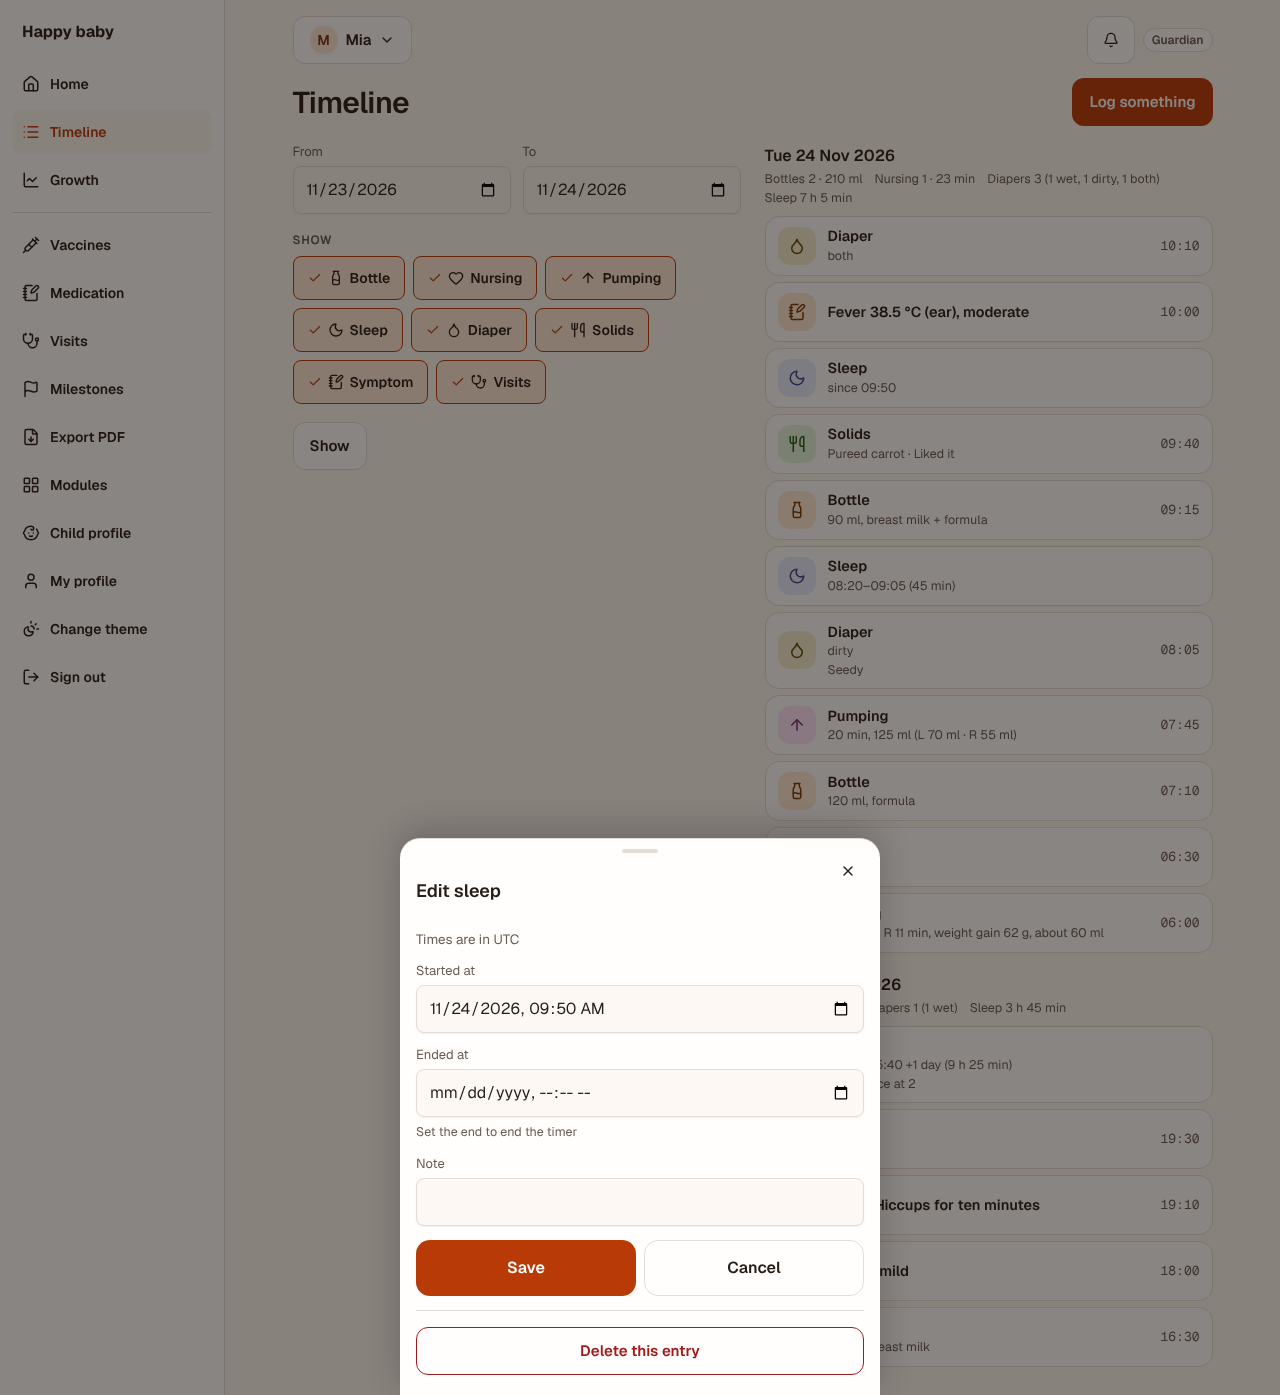 Happy baby
Home
Timeline
Growth
Vaccines
Medication
Visits
Milestones
Export PDF
Modules
Child profile
My profile
Change theme
Sign out
M Mia
Guardian
Timeline
Log something
From
To
11/23/2026
11/24/2026
SHOW
Bottle
Nursing
Pumping
Sleep
Diaper
Solids
Symptom
Visits
Show
Tue 24 Nov 2026
Bottles 2 · 210 ml Nursing 1 · 23 min Diapers 3 (1 wet, 1 dirty, 1 both)
Sleep 7 h 5 min
Diaper
both
10:10
Fever 38.5 °C (ear), moderate
10:00
Sleep
since 09:50
Solids
Pureed carrot · Liked it
09:40
Bottle
90 ml, breast milk + formula
09:15
Sleep
08:20–09:05 (45 min)
Diaper
dirty
Seedy
08:05
Pumping
20 min, 125 ml (L 70 ml · R 55 ml)
07:45
Bottle
120 ml, formula
07:10
06:30
R 11 min, weight gain 62 g, about 60 ml
06:00
26
apers 1 (1 wet) Sleep 3 h 45 min
:40 +1 day (9 h 25 min)
ce at 2
19:30
Hiccups for ten minutes
19:10
mild
18:00
east milk
16:30
Edit sleep
Times are in UTC
Started at
11/24/2026, 09:50 AM
Ended at
mm/dd/yyyy, --:-- --
Set the end to end the timer
Note
Save
Cancel
Delete this entry